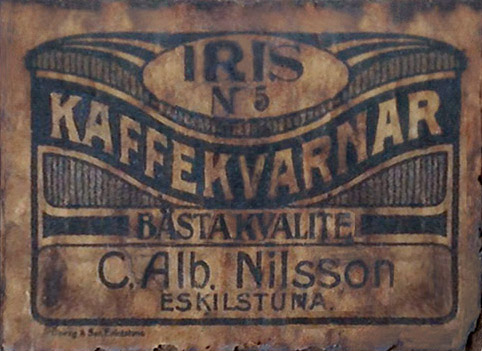 IRIS
Nº 5
KAFFEKVARNAR
BÄSTA KVALITE
C. Alb. Nilsson
ESKILSTUNA.